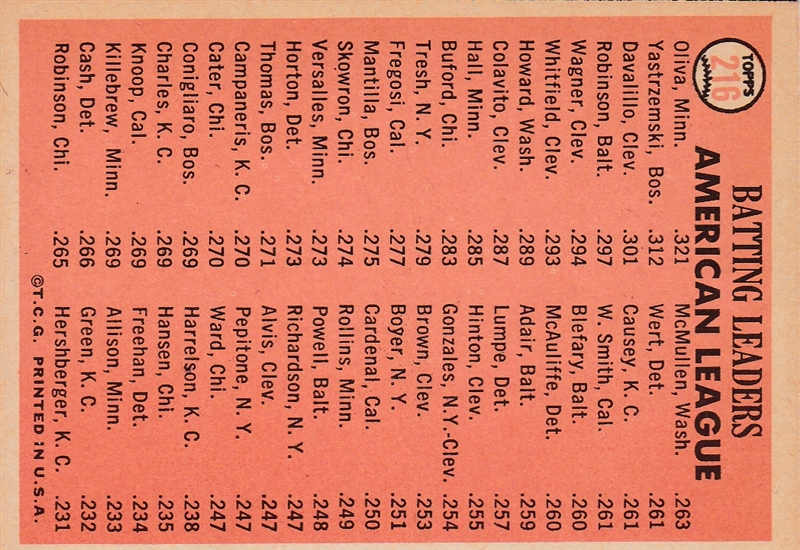 TOPPS
216
BATTING LEADERS
AMERICAN LEAGUE
Oliva, Minn. .321
Yastrzemski, Bos. .312
Davalillo, Clev. .301
Robinson, Balt. .297
Wagner, Clev. .294
Whitfield, Clev. .293
Howard, Wash. .289
Colavito, Clev. .287
Hall, Minn. .285
Buford, Chi. .283
Tresh, N. Y. .279
Fregosi, Cal. .277
Mantilla, Bos. .275
Skowron, Chi. .274
Versalles, Minn. .273
Horton, Det. .273
Thomas, Bos. .271
Campaneris, K. C. .270
Cater, Chi. .270
Conigliaro, Bos. .269
Charles, K. C. .269
Knoop, Cal. .269
Killebrew, Minn. .269
Cash, Det. .266
Robinson, Chi. .265
McMullen, Wash. .263
Wert, Det. .261
Causey, K. C. .261
W. Smith, Cal. .261
Blefary, Balt. .260
McAuliffe, Det. .260
Adair, Balt. .259
Lumpe, Det. .257
Hinton, Clev. .255
Gonzales, N.Y.-Clev. .254
Brown, Clev. .253
Boyer, N. Y. .251
Cardenal, Cal. .250
Rollins, Minn. .249
Powell, Balt. .248
Richardson, N. Y. .247
Alvis, Clev. .247
Pepitone, N. Y. .247
Ward, Chi. .247
Harrelson, K. C. .238
Hansen, Chi. .235
Freehan, Det. .234
Allison, Minn. .233
Green, K. C. .232
Hershberger, K. C. .231
©T.C.G. PRINTED IN U.S.A.